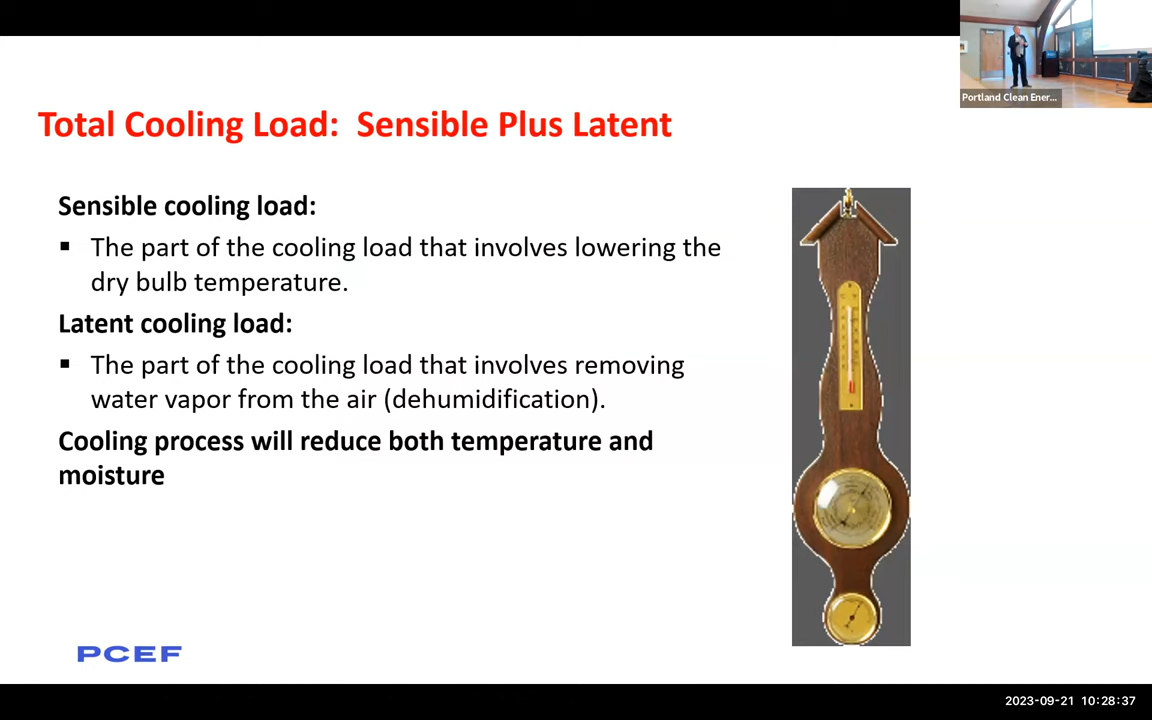 Portland Clean Ener...
Total Cooling Load: Sensible Plus Latent
Sensible cooling load:
▪ The part of the cooling load that involves lowering the
dry bulb temperature.
Latent cooling load:
▪ The part of the cooling load that involves removing
water vapor from the air (dehumidification).
Cooling process will reduce both temperature and
moisture
PCEF
2023-09-21 10:28:37